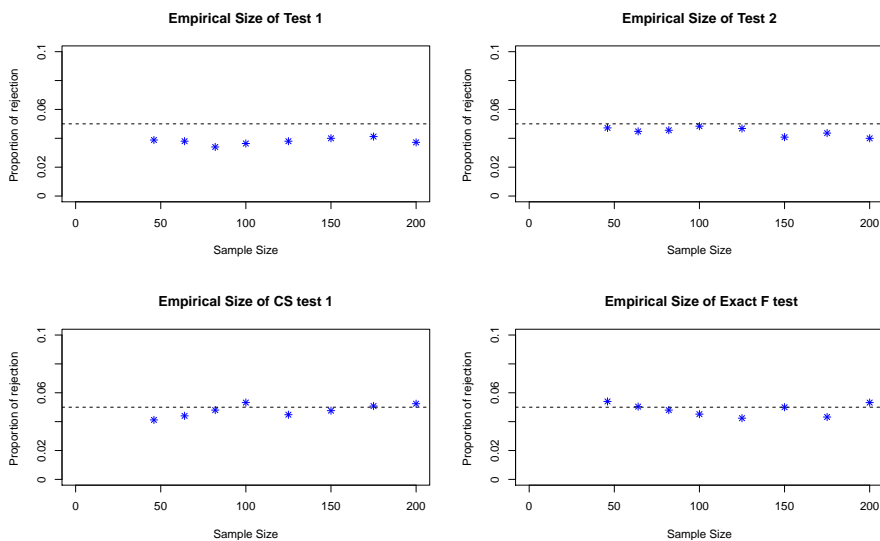 Empirical Size of Test 1
Proportion of rejection
0.1
0.06
0.02
0
0 50 100 150 200
Sample Size
Empirical Size of Test 2
Proportion of rejection
0.1
0.06
0.02
0
0 50 100 150 200
Sample Size
Empirical Size of CS test 1
Proportion of rejection
0.1
0.06
0.02
0
0 50 100 150 200
Sample Size
Empirical Size of Exact F test
Proportion of rejection
0.1
0.06
0.02
0
0 50 100 150 200
Sample Size